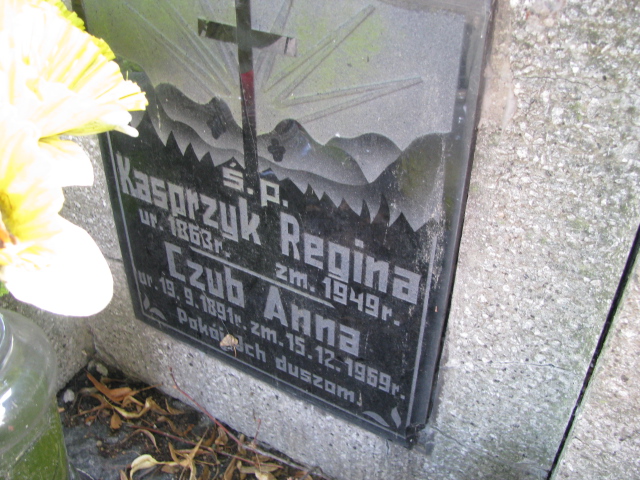 ś. p.
Kasprzyk Regina
ur. 1863r. zm. 1949r.
Czub Anna
ur. 19. 9. 1891r. zm. 15. 12. 1969r.
Pokój ich duszom.